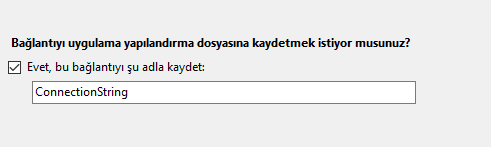 Bağlantıyı uygulama yapılandırma dosyasına kaydetmek istiyor musunuz?
Evet, bu bağlantıyı şu adla kaydet:
ConnectionString